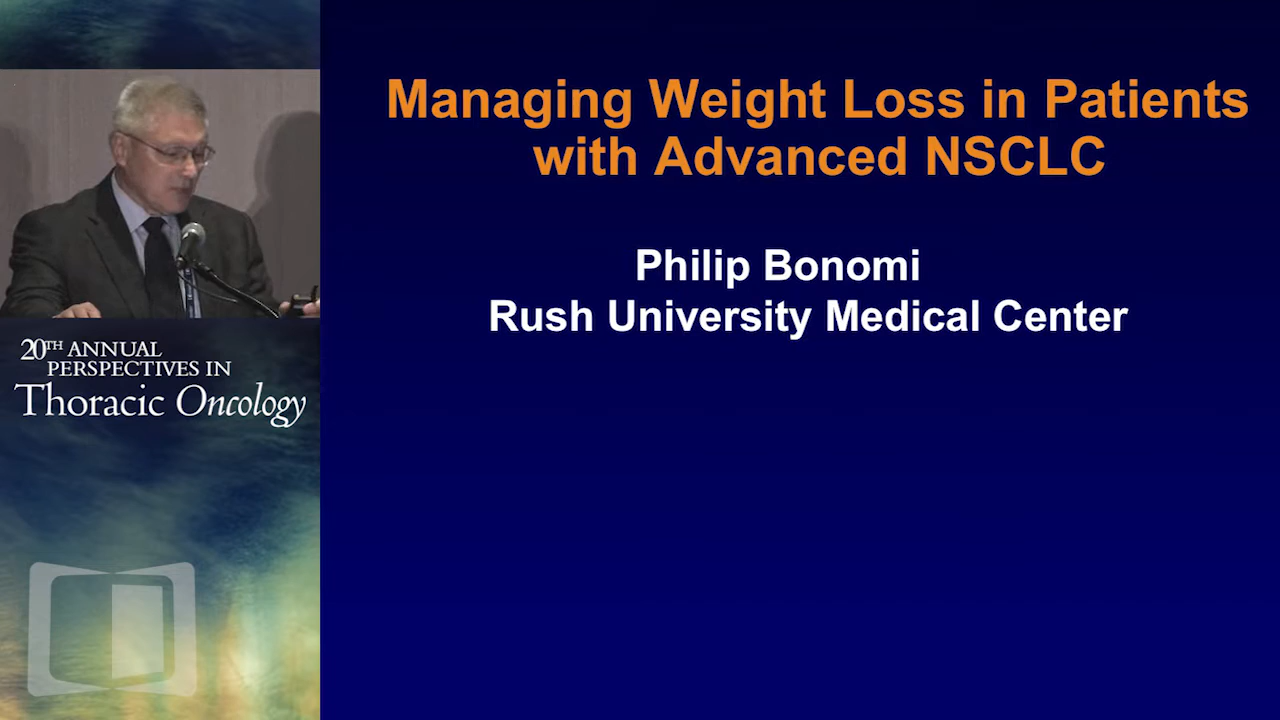 Managing Weight Loss in Patients
with Advanced NSCLC
Philip Bonomi
Rush University Medical Center
20TH ANNUAL
PERSPECTIVES IN
Thoracic Oncology